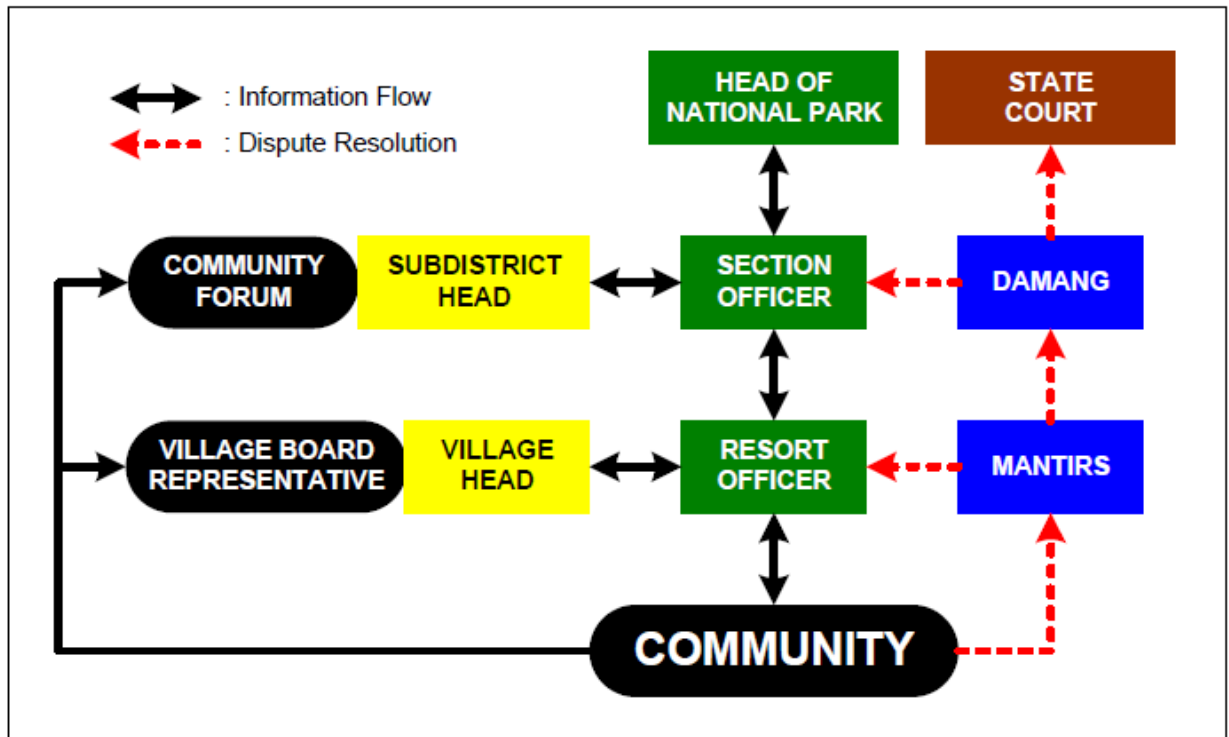 : Information Flow
: Dispute Resolution
HEAD OF
NATIONAL PARK
STATE
COURT
COMMUNITY
FORUM
SUBDISTRICT
HEAD
SECTION
OFFICER
DAMANG
VILLAGE BOARD
REPRESENTATIVE
VILLAGE
HEAD
RESORT
OFFICER
MANTIRS
COMMUNITY